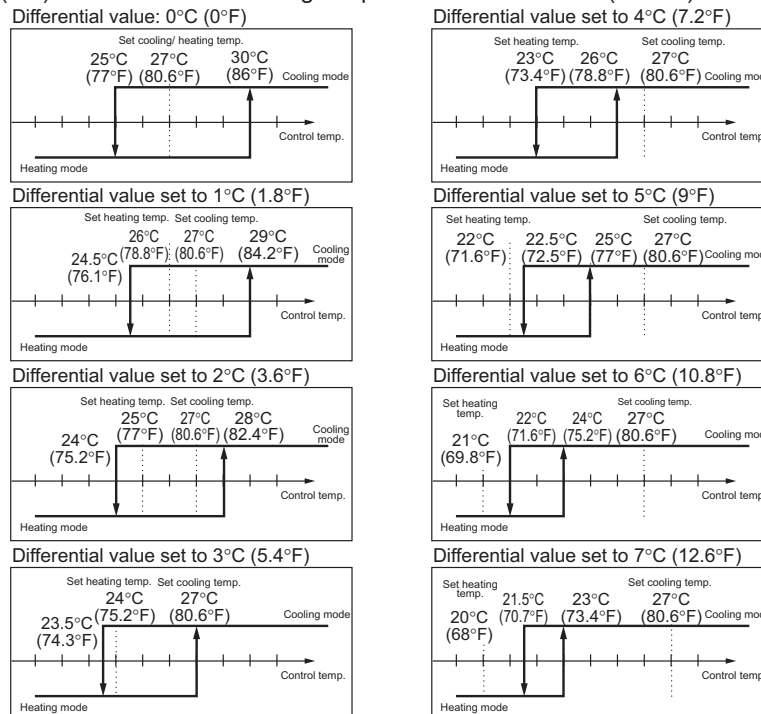 Differential value: 0°C (0°F)
Set cooling/ heating temp.
25°C 27°C 30°C
(77°F) (80.6°F) (86°F) Cooling mode
Control temp.
Heating mode
Differential value set to 1°C (1.8°F)
Set heating temp. Set cooling temp.
26°C 27°C 29°C
24.5°C (78.8°F) (80.6°F) (84.2°F) Cooling
(76.1°F) mode
Control temp.
Heating mode
Differential value set to 2°C (3.6°F)
Set heating temp. Set cooling temp.
25°C 27°C 28°C
24°C (77°F) (80.6°F) (82.4°F) Cooling
(75.2°F) mode
Control temp.
Heating mode
Differential value set to 3°C (5.4°F)
Set heating temp. Set cooling temp.
24°C 27°C
23.5°C (75.2°F) (80.6°F) Cooling mode
(74.3°F)
Control temp.
Heating mode
Differential value set to 4°C (7.2°F)
Set heating temp. Set cooling temp.
23°C 26°C 27°C
(73.4°F) (78.8°F) (80.6°F) Cooling mo
Control temp
Heating mode
Differential value set to 5°C (9°F)
Set heating temp. Set cooling temp.
22°C 22.5°C 25°C 27°C
(71.6°F) (72.5°F) (77°F) (80.6°F) Cooling mo
Control temp
Heating mode
Differential value set to 6°C (10.8°F)
Set heating Set cooling temp.
temp.
22°C 24°C 27°C
21°C (71.6°F) (75.2°F) (80.6°F) Cooling mo
(69.8°F)
Control temp
Heating mode
Differential value set to 7°C (12.6°F)
Set heating Set cooling temp.
temp.
21.5°C 23°C 27°C
20°C (70.7°F) (73.4°F) (80.6°F) Cooling mo
(68°F)
Control temp
Heating mode